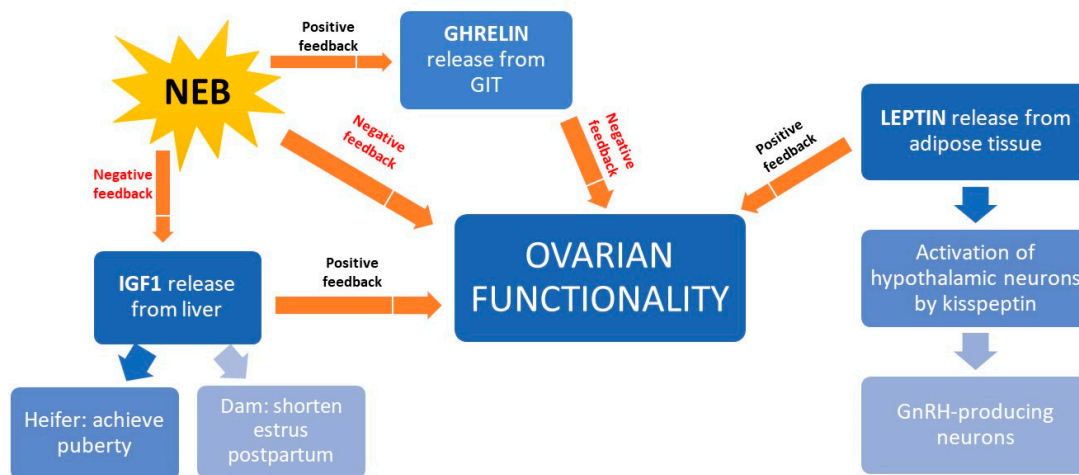 NEB
Positive
feedback
GHRELIN
release from
GIT
Negative
feedback
Negative
feedback
Positive
feedback
LEPTIN release from
adipose tissue
Negative
feedback
OVARIAN
FUNCTIONALITY
Activation of
hypothalamic neurons
by kisspeptin
IGF1 release
from liver
Positive
feedback
Heifer: achieve
puberty
Dam: shorten
estrus
postpartum
GnRH-producing
neurons